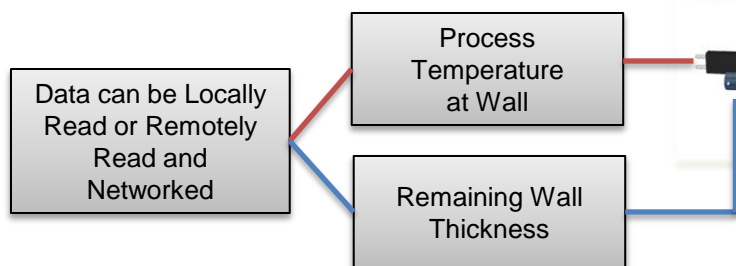 Process
Temperature
at Wall
Data can be Locally
Read or Remotely
Read and
Networked
Remaining Wall
Thickness